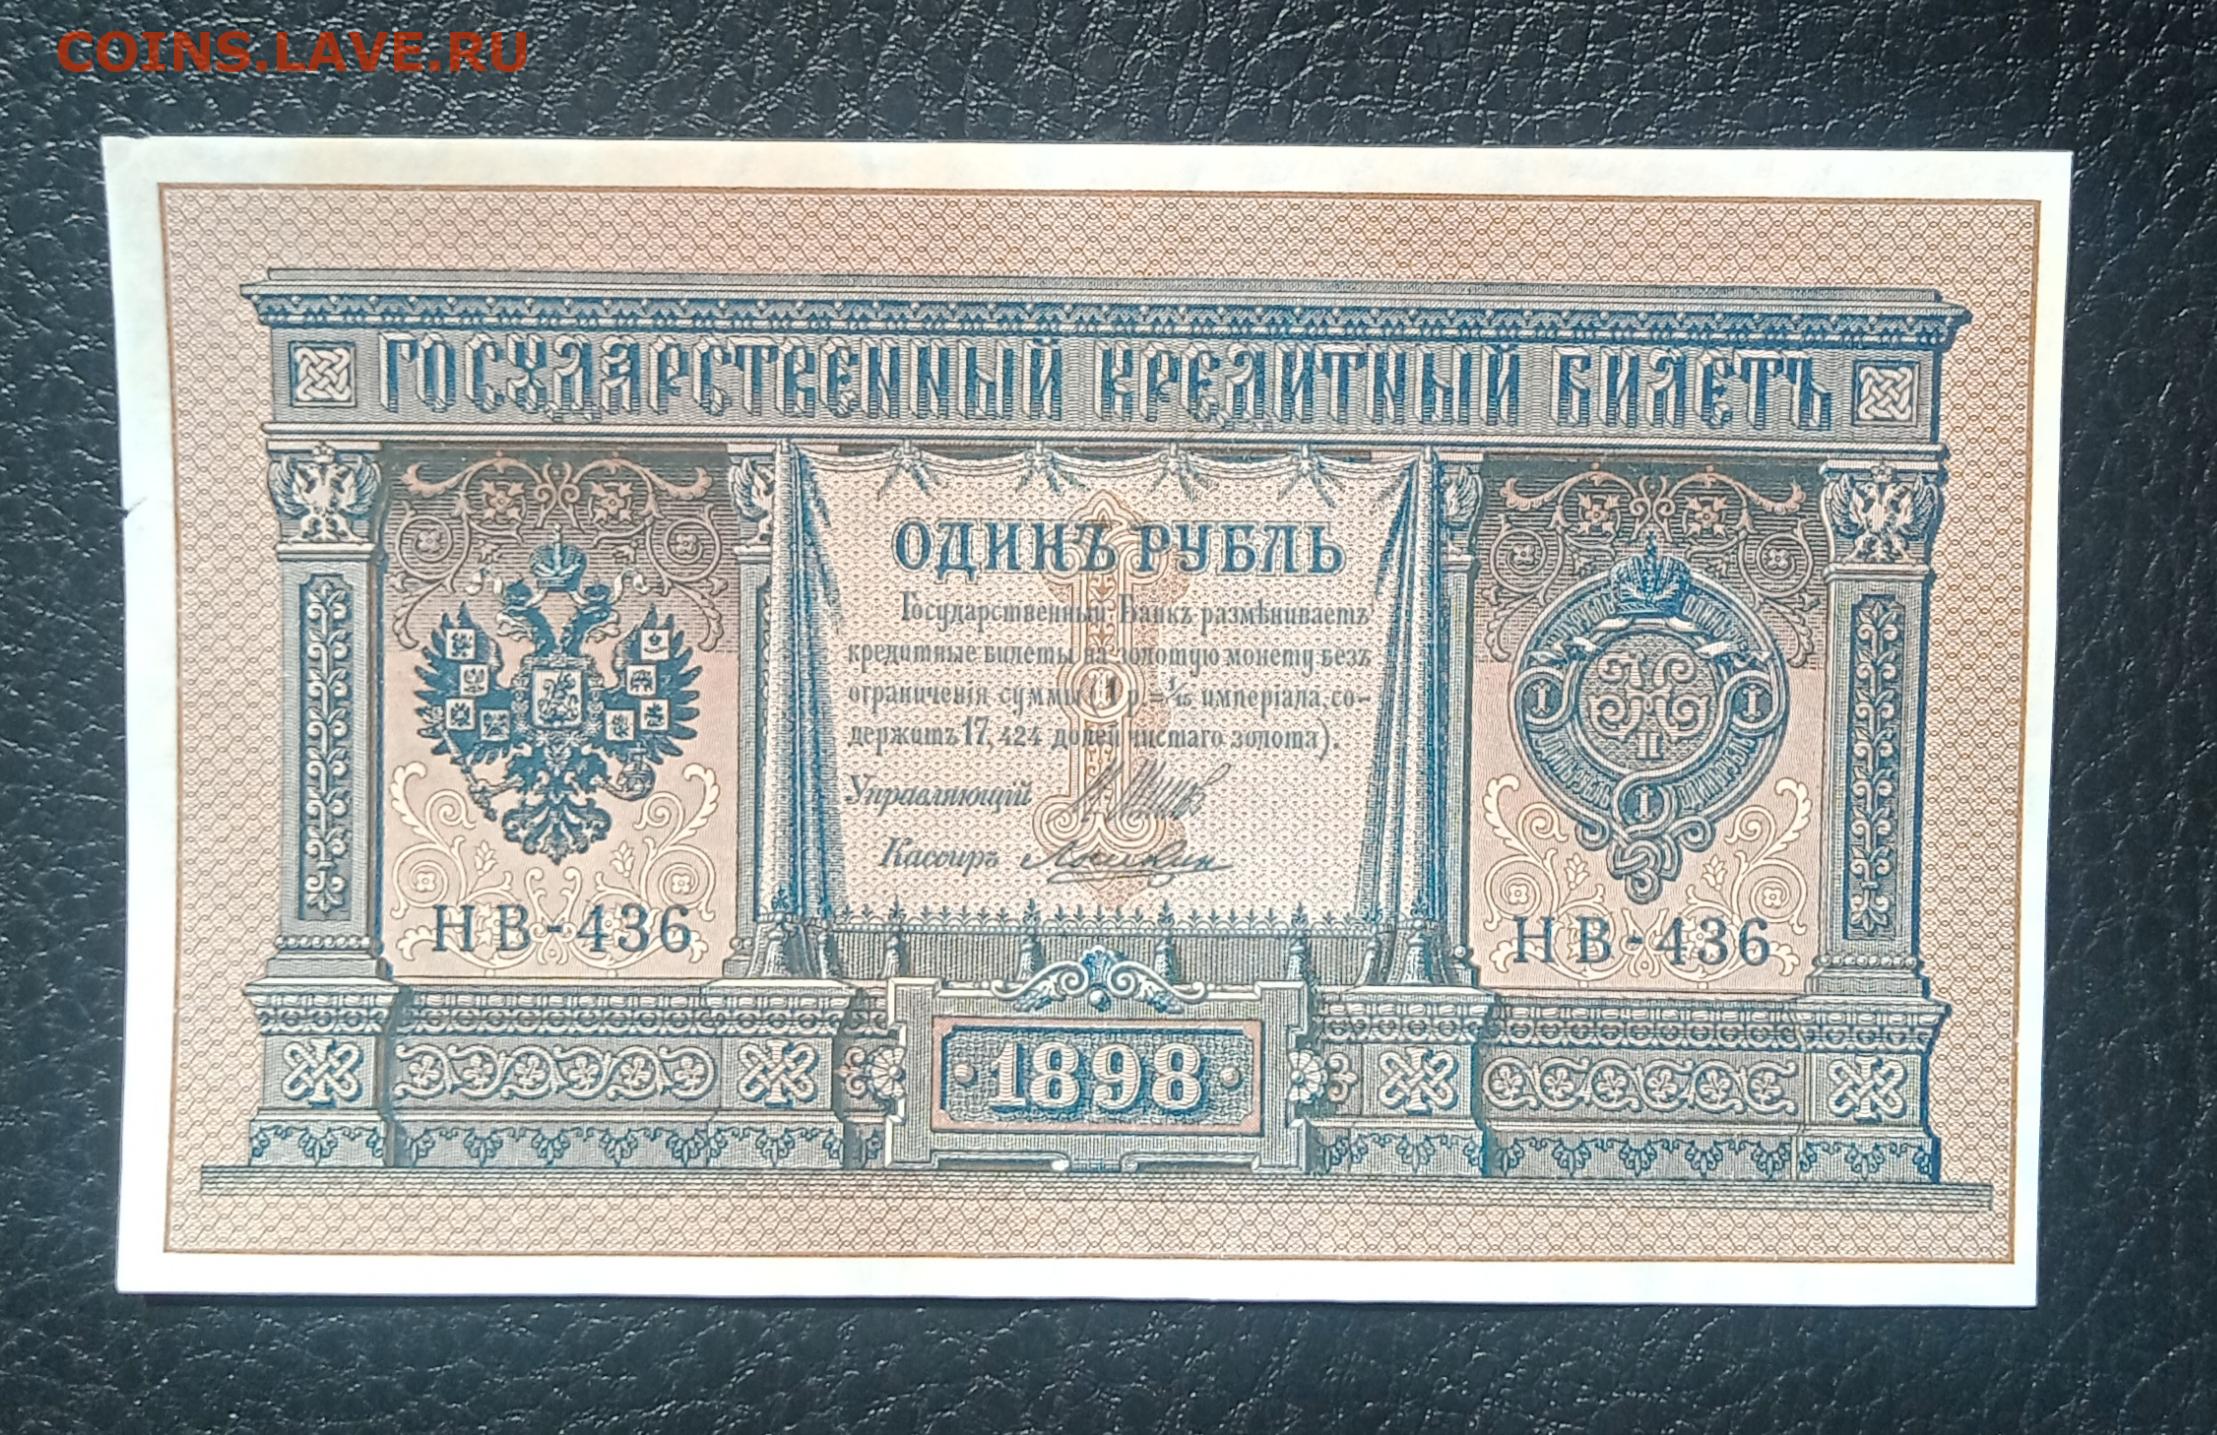 COINS.LAVE.RU
ГОСУДАРСТВЕННЫЙ КРЕДИТНЫЙ БИЛЕТЪ
ОДИНЪ РУБЛЬ
Государственный Банкъ размѣниваетъ
кредитные билеты на золотую монету безъ
ограниченія суммы (1 р.=1/15 имперіала, со-
держитъ 17,424 долей чистаго золота).
Управляющій
Кассиръ
I I
II
I
НВ-436 НВ-436
1898